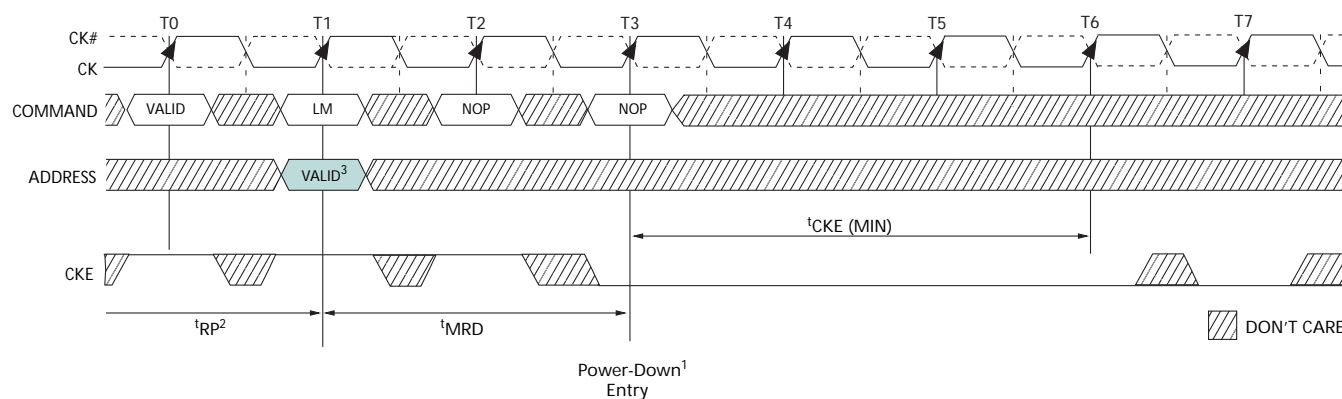 T0 T1 T2 T3 T4 T5 T6 T7
CK#
CK
COMMAND VALID LM NOP NOP
ADDRESS VALID³
ᵗCKE (MIN)
CKE
ᵗRP² ᵗMRD
DON'T CARE
Power-Down¹
Entry